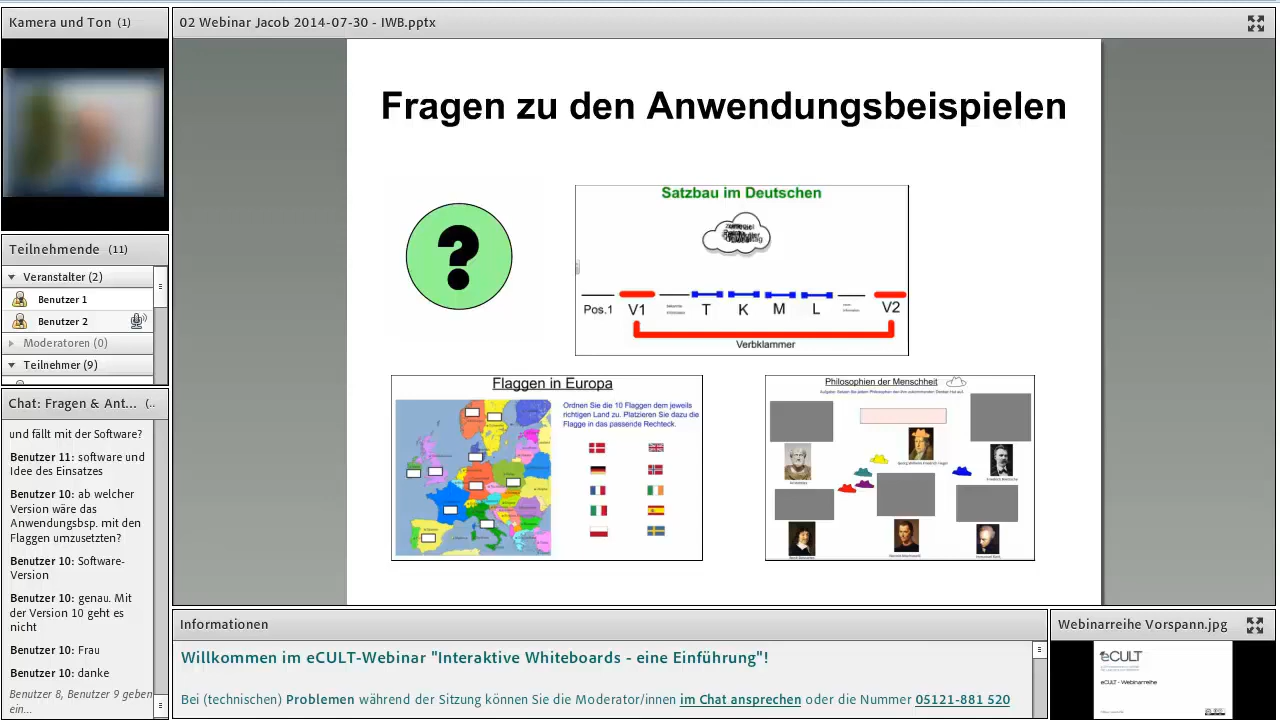 Kamera und Ton (1)
02 Webinar Jacob 2014-07-30 - IWB.pptx
Teilnehmende (11)
Veranstalter (2)
Benutzer 1
Benutzer 2
Moderatoren (0)
Teilnehmer (9)
Chat: Fragen & Ant... (..
und fällt mit der Software?
Benutzer 11: software und
Idee des Einsatzes
Benutzer 10: ab welcher
Version wäre das
Anwendungsbsp. mit den
Flaggen umzusetzten?
Benutzer 10: Software-
Version
Benutzer 10: genau. Mit
der Version 10 geht es
nicht
Benutzer 10: Frau
Benutzer 10: danke
Benutzer 8, Benutzer 9 geben
ein...
Fragen zu den Anwendungsbeispielen
?
Satzbau im Deutschen
Pos.1 V1 T K M L V2
Verbklammer
Flaggen in Europa
Ordnen Sie die 10 Flaggen dem jeweils
richtigen Land zu. Platzieren Sie dazu die
Flagge in das passende Rechteck.
Philosophien der Menschheit
Informationen
Willkommen im eCULT-Webinar "Interaktive Whiteboards - eine Einführung"!
Bei (technischen) Problemen während der Sitzung können Sie die Moderator/innen im Chat ansprechen oder die Nummer 05121-881 520
Webinarreihe Vorspann.jpg
eCULT
eCULT - Webinarreihe